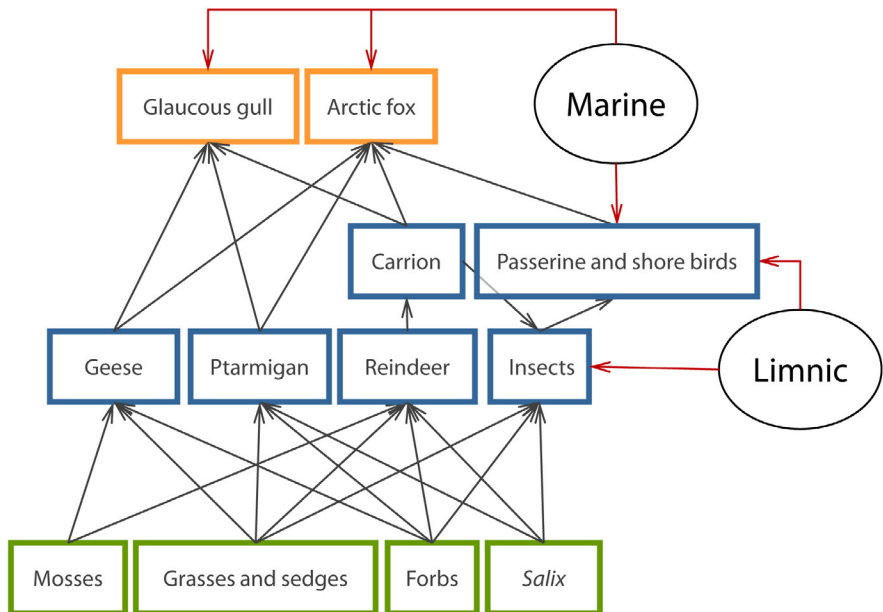 Glaucous gull
Arctic fox
Marine
Carrion
Passerine and shore birds
Geese
Ptarmigan
Reindeer
Insects
Limnic
Mosses
Grasses and sedges
Forbs
Salix